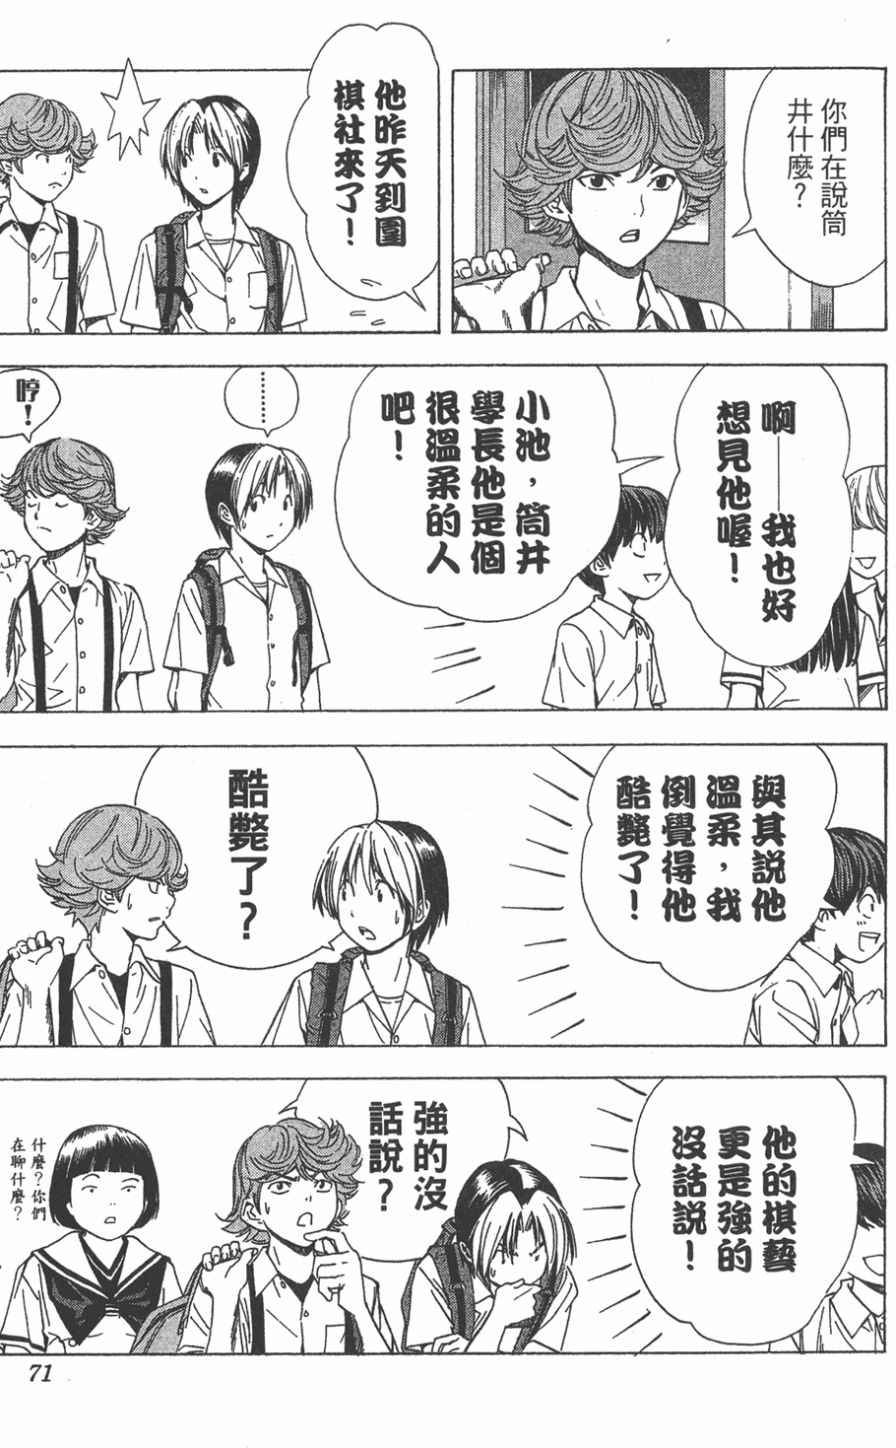 你們在說筒
井什麼？
他昨天到圍
棋社來了！
啊——我也好
想見他喔！
小池，筒井
學長他是個
很溫柔的人
吧！
………
哼！
與其說他
溫柔，我
倒覺得他
酷斃了！
酷斃了？
他的棋藝
更是強的
沒話說！
強的沒
話說？
什麼？你們
在聊什麼？
71